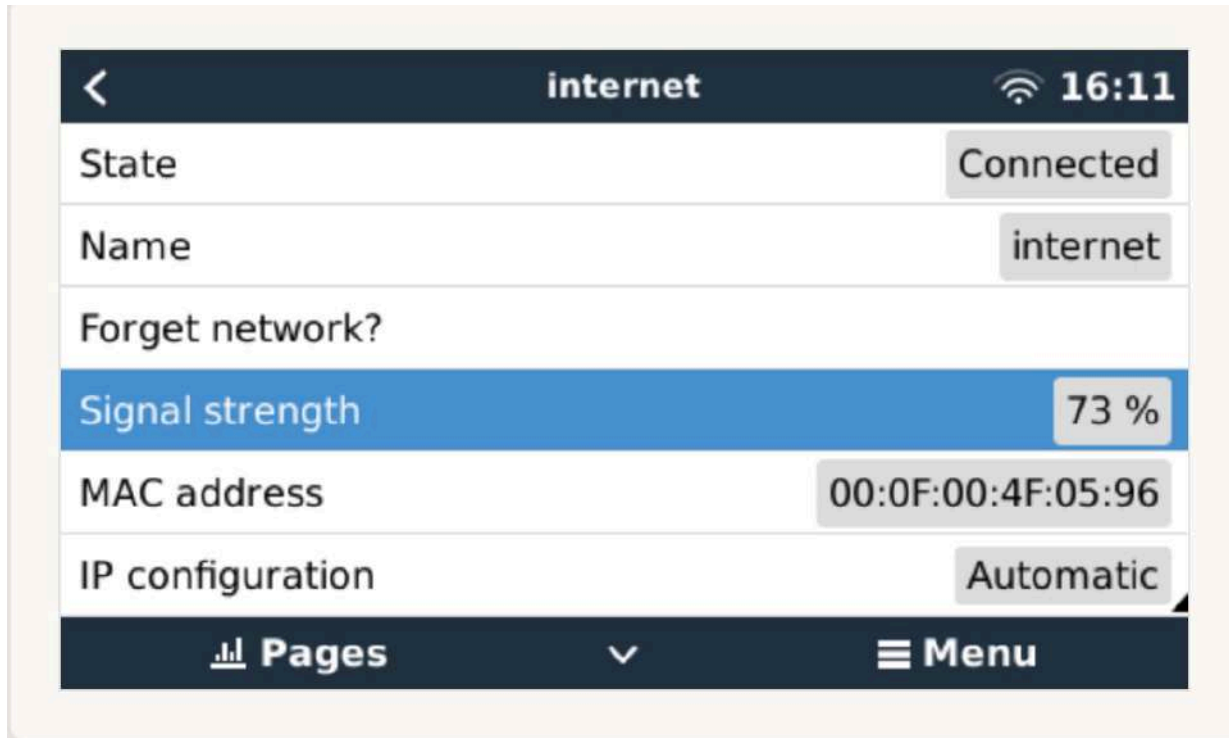 internet 16:11
State Connected
Name internet
Forget network?
Signal strength 73 %
MAC address 00:0F:00:4F:05:96
IP configuration Automatic
Pages Menu